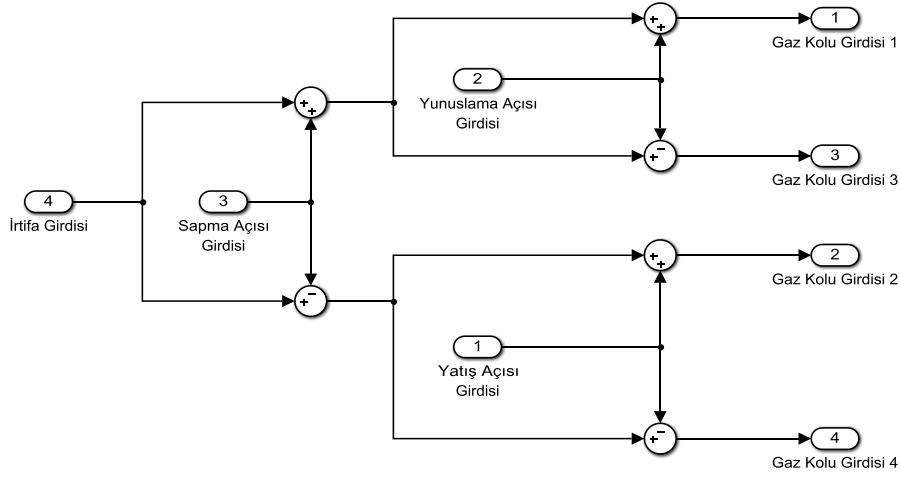 1
Gaz Kolu Girdisi 1
2
Yunuslama Açısı
Girdisi
3
Gaz Kolu Girdisi 3
4
İrtifa Girdisi
3
Sapma Açısı
Girdisi
2
Gaz Kolu Girdisi 2
1
Yatış Açısı
Girdisi
4
Gaz Kolu Girdisi 4